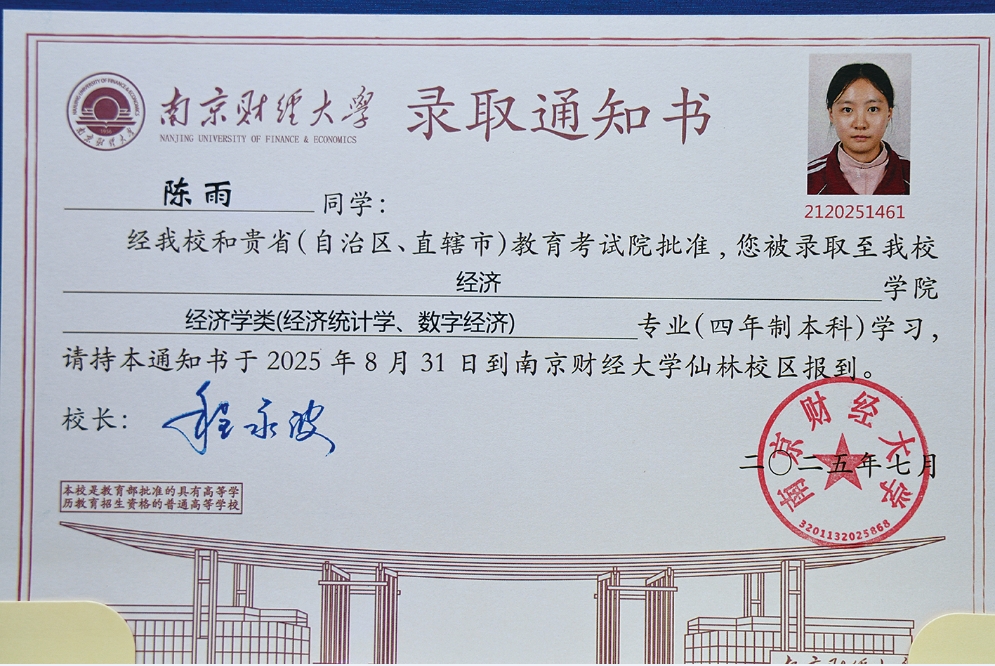 南京财经大学 录取通知书
NANJING UNIVERSITY OF FINANCE & ECONOMICS
2120251461
陈雨 同学：
经我校和贵省（自治区、直辖市）教育考试院批准，您被录取至我校
经济 学院
经济学类(经济统计学、数字经济) 专业（四年制本科）学习，
请持本通知书于 2025 年 8 月 31 日到南京财经大学仙林校区报到。
校长： 程永波
南京财经大学
二〇二五年七月
3201132025868
本校是教育部批准的具有高等学
历教育招生资格的普通高等学校